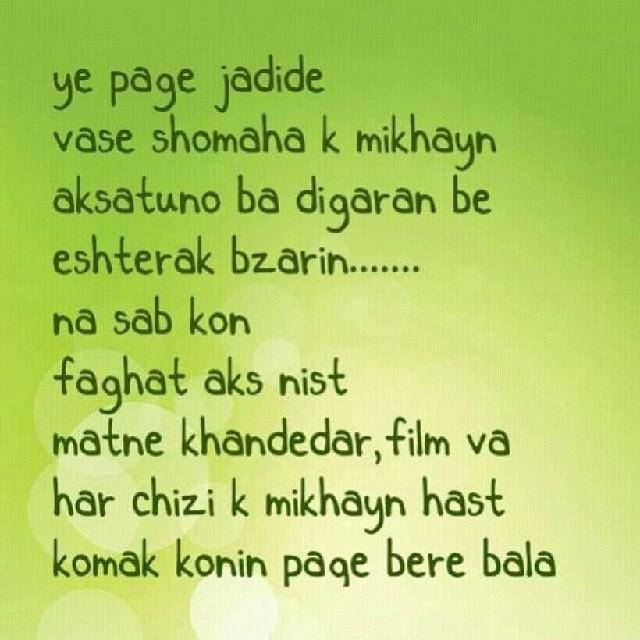 ye page jadide
vase shomaha k mikhayn
aksatuno ba digaran be
eshterak bzarin.......
na sab kon
faghat aks nist
matne khandedar,film va
har chizi k mikhayn hast
komak konin page bere bala